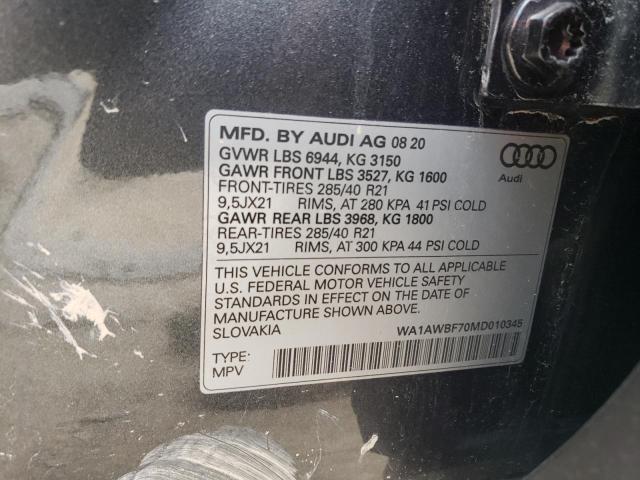 MFD. BY AUDI AG 08 20
GVWR LBS 6944, KG 3150
GAWR FRONT LBS 3527, KG 1600
FRONT-TIRES 285/40 R21
9,5JX21 RIMS, AT 280 KPA 41 PSI COLD
GAWR REAR LBS 3968, KG 1800
REAR-TIRES 285/40 R21
9,5JX21 RIMS, AT 300 KPA 44 PSI COLD
Audi
THIS VEHICLE CONFORMS TO ALL APPLICABLE
U.S. FEDERAL MOTOR VEHICLE SAFETY
STANDARDS IN EFFECT ON THE DATE OF
MANUFACTURE SHOWN ABOVE.
SLOVAKIA WA1AWBF70MD010345
TYPE:
MPV